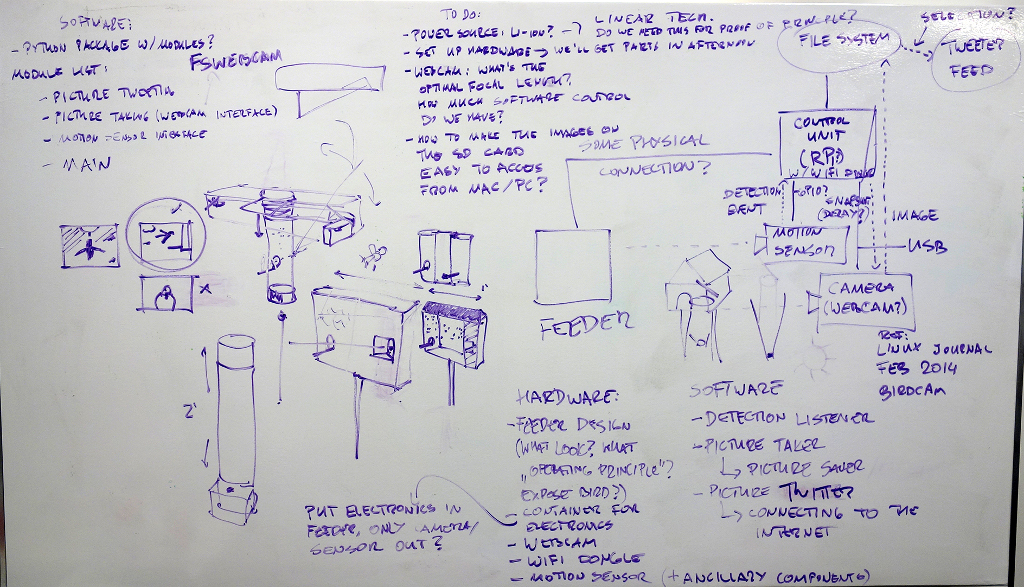 SOFTWARE:
- PYTHON PACKAGE W/MODULES?
FSWEBCAM
MODULE LIST:
- PICTURE TWEETIN
- PICTURE TAKING (WEBCAM INTERFACE)
- MOTION SENSOR INTERFACE
- MAIN
TO DO:
- POWER SOURCE: LI-ION? -> LINEAR TECH.
DO WE NEED THIS FOR PROOF OF PRINCIPLE?
- SET UP HARDWARE -> WE'LL GET PARTS IN AFTERNOON
- WEBCAM: WHAT'S THE
OPTIMAL FOCAL LENGTH?
HOW MUCH SOFTWARE CONTROL
DO WE HAVE?
- HOW TO MAKE THE IMAGES ON
THE SD CARD
EASY TO ACCESS
FROM MAC/PC?
SELECTION?
FILE SYSTEM
TWEETER
FEED
CONTROL
UNIT
(RPi?)
W/ WIFI DONGLE
SOME PHYSICAL
CONNECTION?
DETECTION
EVENT
GPIO?
SNAPSHOT
(DELAY?)
IMAGE
MOTION
SENSOR
USB
FEEDER
CAMERA
(WEBCAM?)
REF:
LINUX JOURNAL
FEB 2014
BIRDCAM
2'
PUT ELECTRONICS IN
FEEDER, ONLY CAMERA/
SENSOR OUT?
HARDWARE:
- FEEDER DESIGN
(WHAT LOOK? WHAT
"OPERATING PRINCIPLE"?
EXPOSE BIRD?)
- CONTAINER FOR
ELECTRONICS
- WEBCAM
- WIFI DONGLE
- MOTION SENSOR (+ ANCILLARY COMPONENTS)
SOFTWARE
- DETECTION LISTENER
- PICTURE TAKER
↳ PICTURE SAVER
- PICTURE TWITTER
↳ CONNECTING TO THE
INTERNET